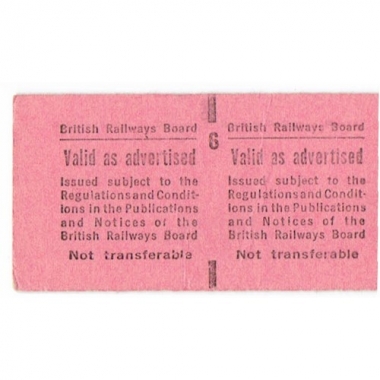 British Railways Board
Valid as advertised
Issued subject to the
Regulations and Condit-
ions in the Publications
and Notices of the
British Railways Board
Not transferable
6
British Railways Board
Valid as advertised
Issued subject to the
Regulations and Condit-
ions in the Publications
and Notices of the
British Railways Board
Not transferable